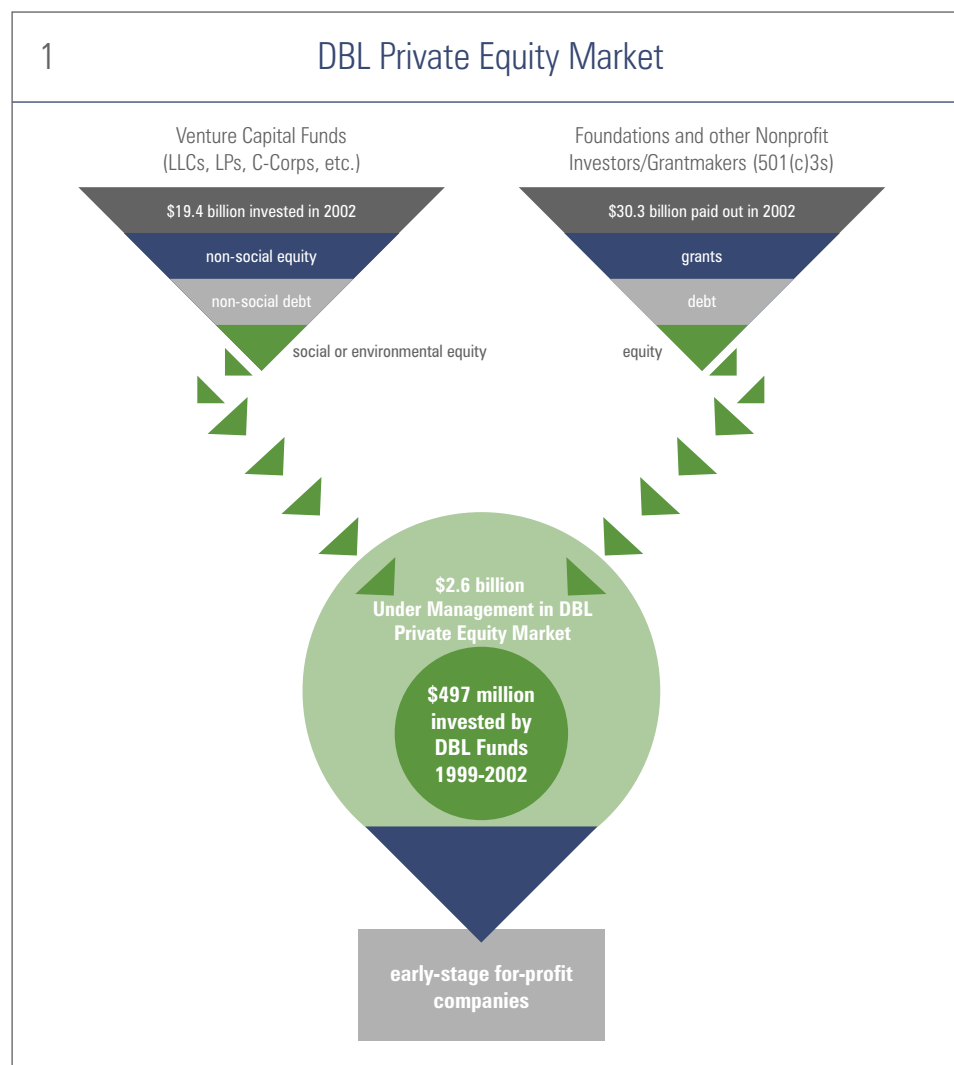 1
DBL Private Equity Market
Venture Capital Funds
(LLCs, LPs, C-Corps, etc.)
Foundations and other Nonprofit
Investors/Grantmakers (501(c)3s)
$19.4 billion invested in 2002
non-social equity
non-social debt
social or environmental equity
$30.3 billion paid out in 2002
grants
debt
equity
$2.6 billion
Under Management in DBL
Private Equity Market
$497 million
invested by
DBL Funds
1999-2002
early-stage for-profit
companies